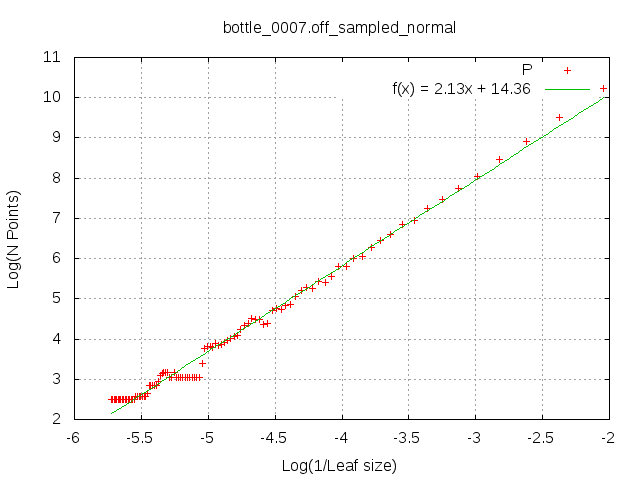 bottle_0007.off_sampled_normal
P
f(x) = 2.13x + 14.36
Log(N Points)
11
10
9
8
7
6
5
4
3
2
-6 -5.5 -5 -4.5 -4 -3.5 -3 -2.5 -2
Log(1/Leaf size)